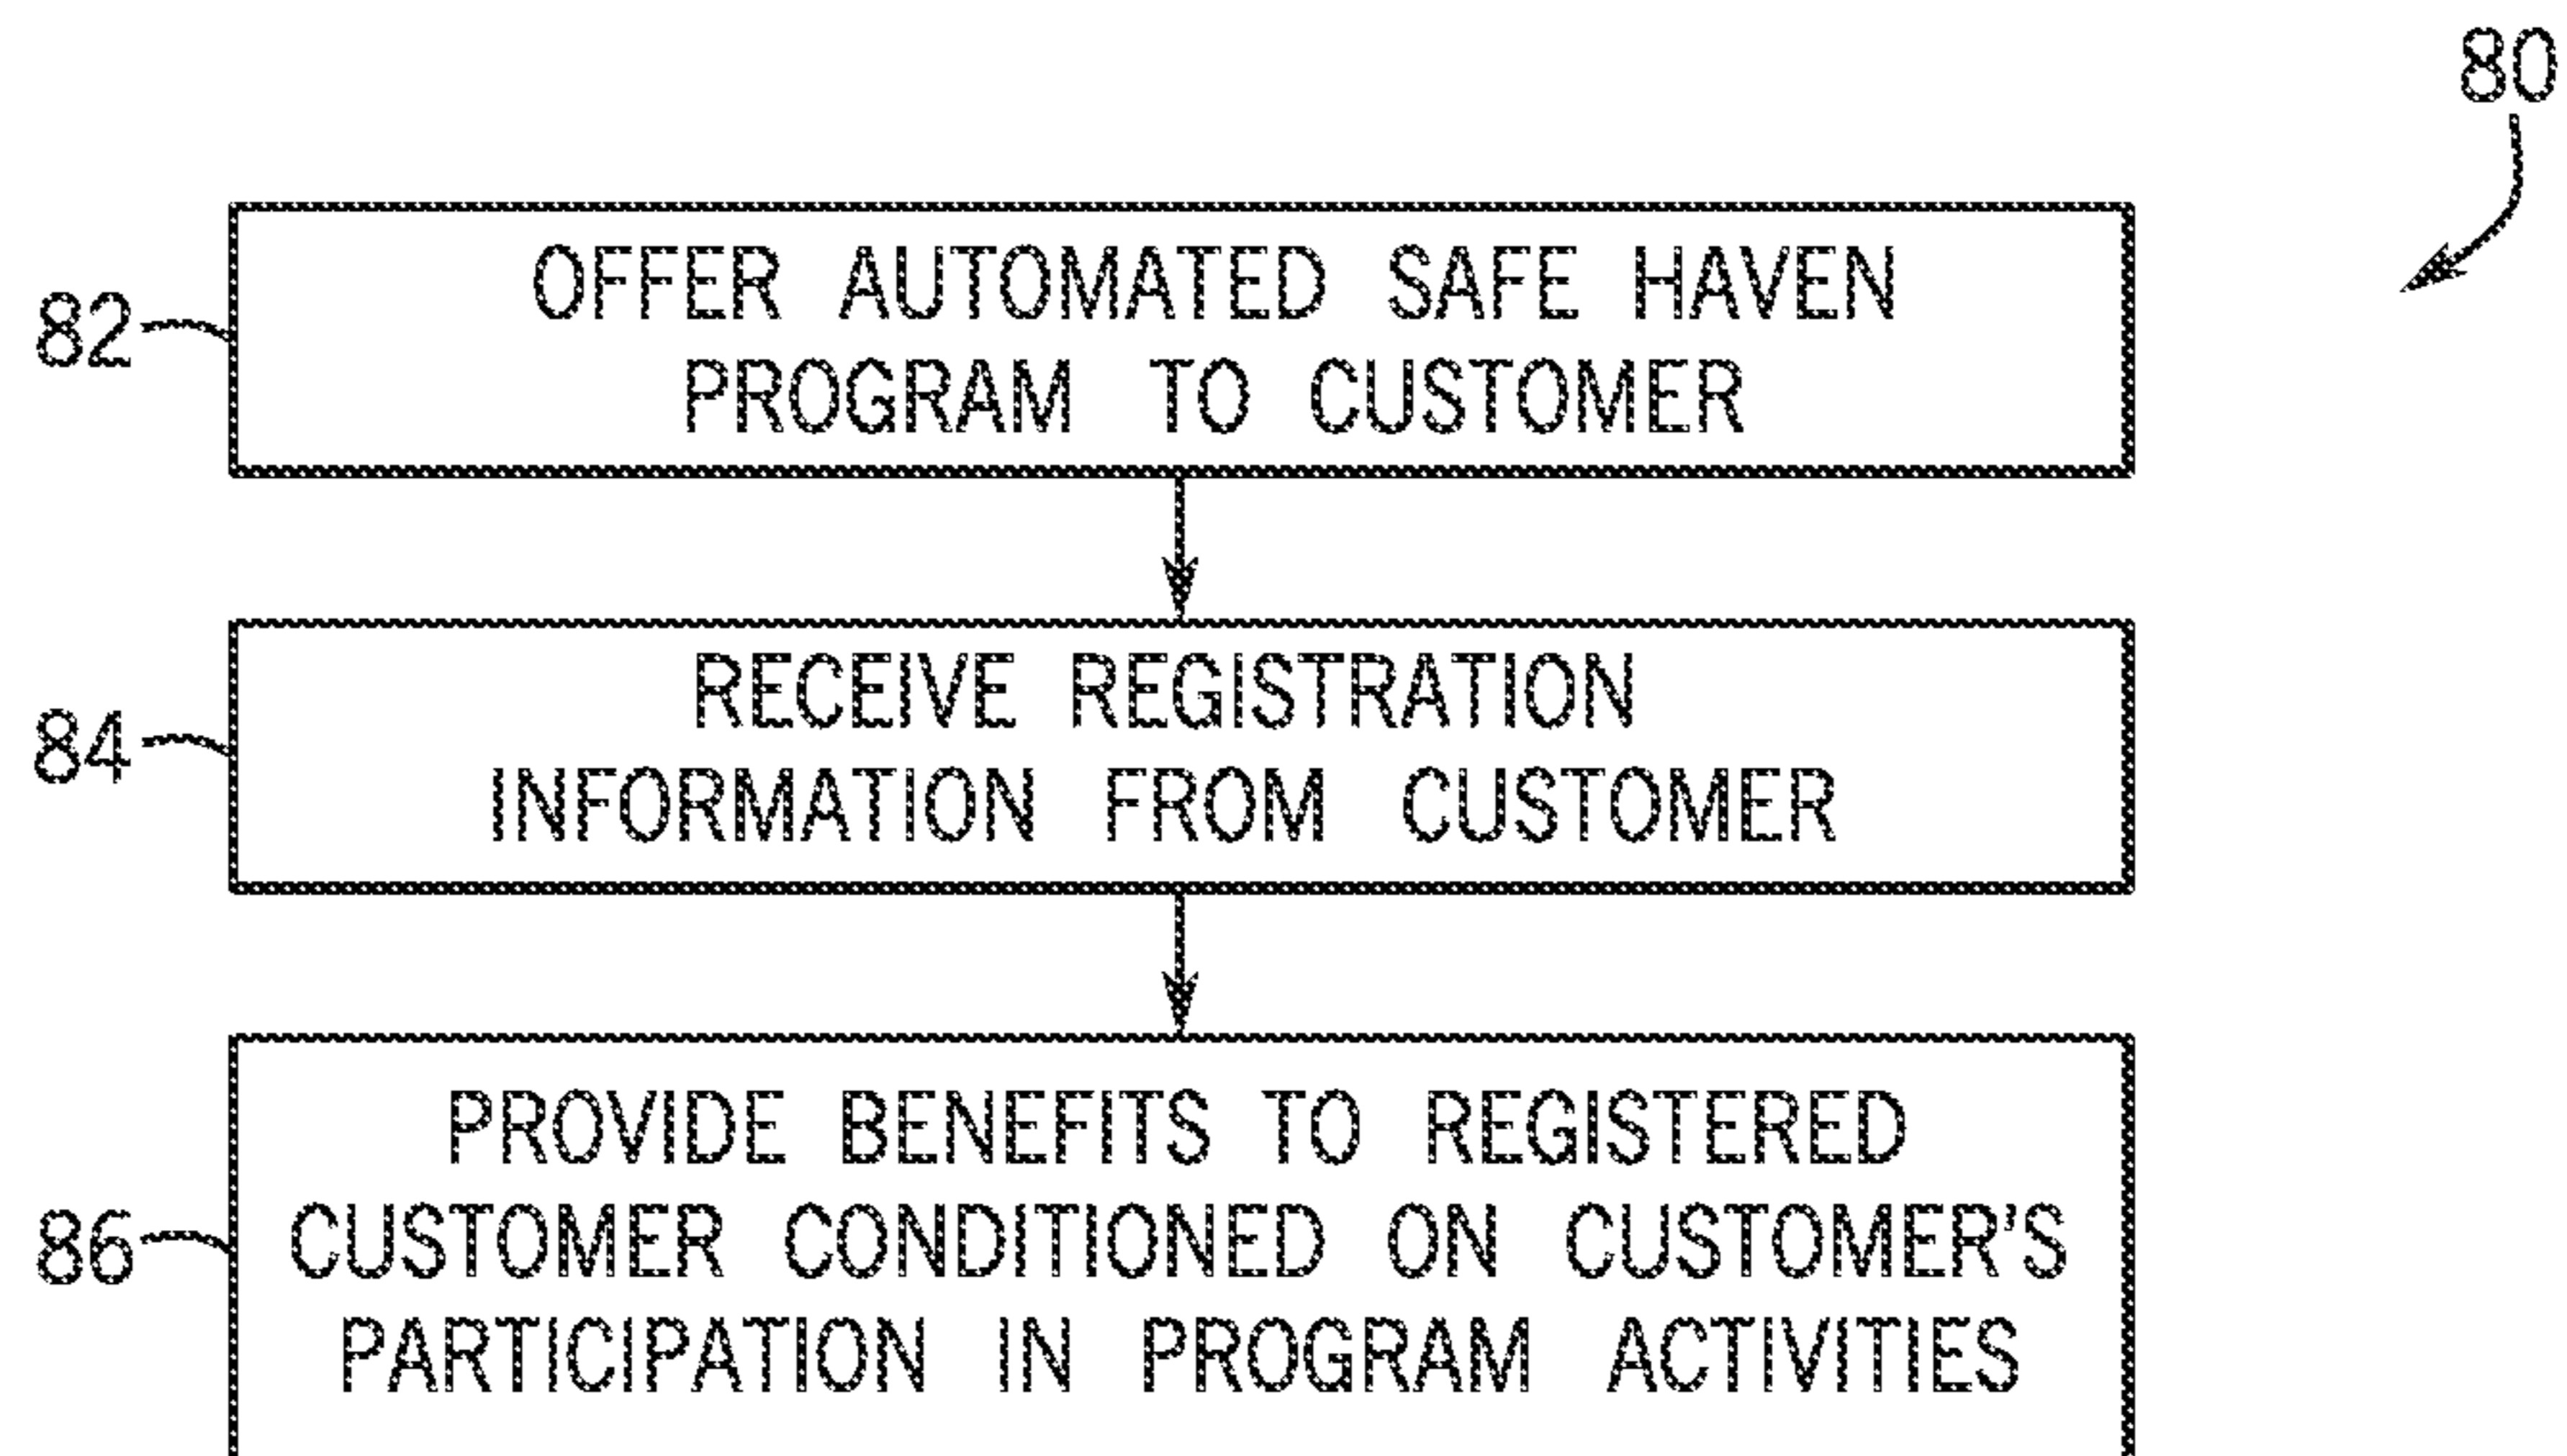 80
OFFER AUTOMATED SAFE HAVEN
PROGRAM TO CUSTOMER
82
RECEIVE REGISTRATION
INFORMATION FROM CUSTOMER
84
PROVIDE BENEFITS TO REGISTERED
CUSTOMER CONDITIONED ON CUSTOMER'S
PARTICIPATION IN PROGRAM ACTIVITIES
86